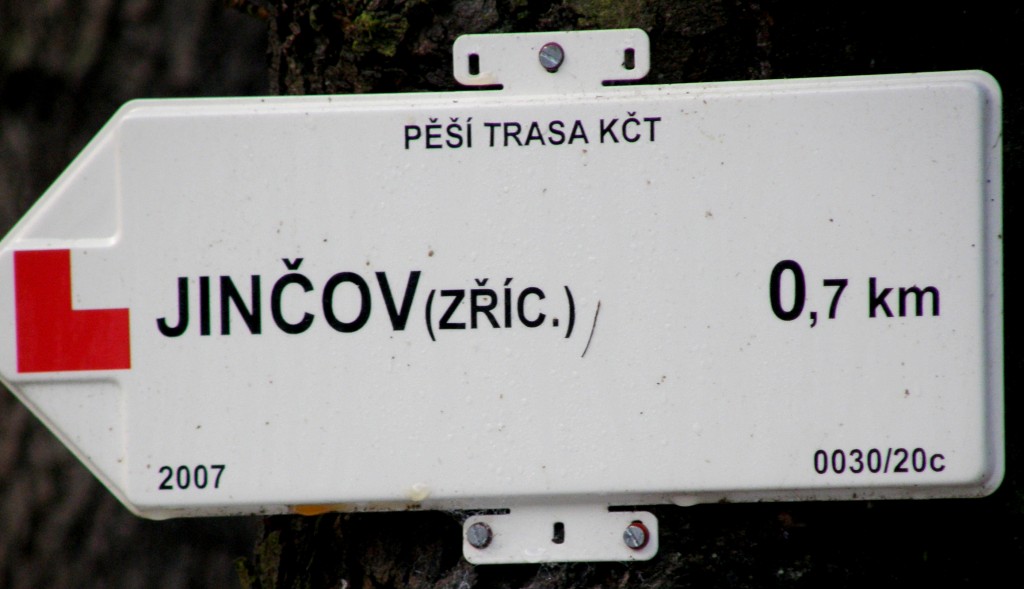 PĚŠÍ TRASA KČT
JINČOV (ZŘÍC.) 0,7 km
2007 0030/20c